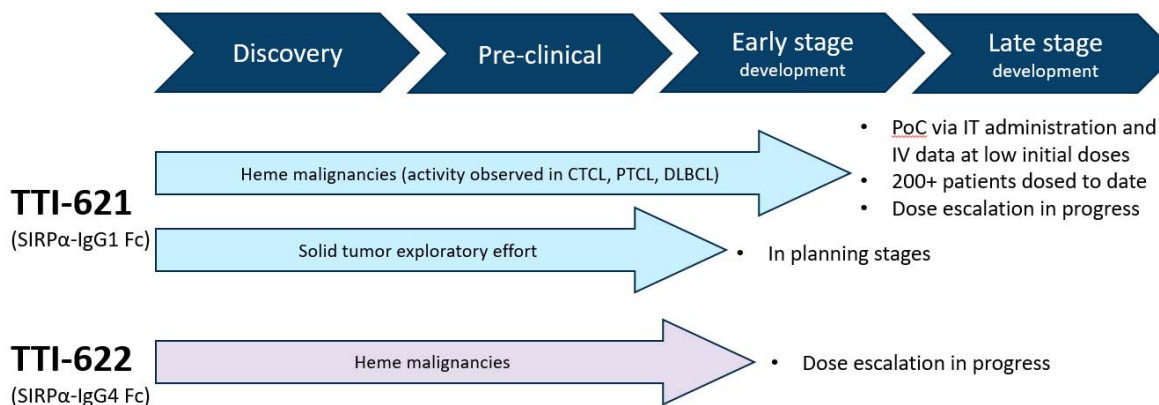 Discovery
Pre-clinical
Early stage
development
Late stage
development
TTI-621
(SIRPα-IgG1 Fc)
Heme malignancies (activity observed in CTCL, PTCL, DLBCL)
• PoC via IT administration and
IV data at low initial doses
• 200+ patients dosed to date
• Dose escalation in progress
Solid tumor exploratory effort
• In planning stages
TTI-622
(SIRPα-IgG4 Fc)
Heme malignancies
• Dose escalation in progress